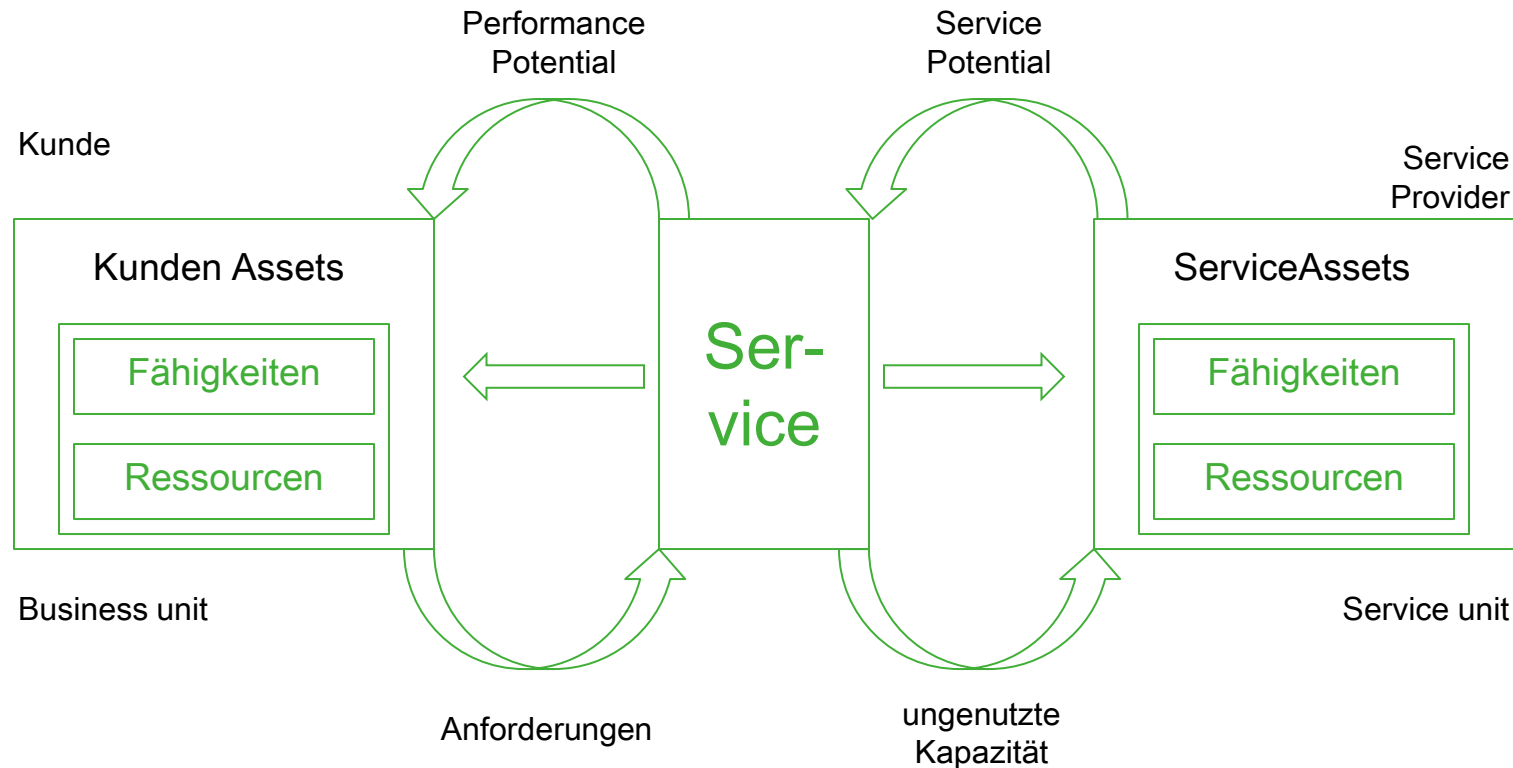 Performance
Potential
Service
Potential
Kunde
Service
Provider
Kunden Assets
ServiceAssets
Ser-
vice
Fähigkeiten
Fähigkeiten
Ressourcen
Ressourcen
Business unit
Service unit
Anforderungen
ungenutzte
Kapazität